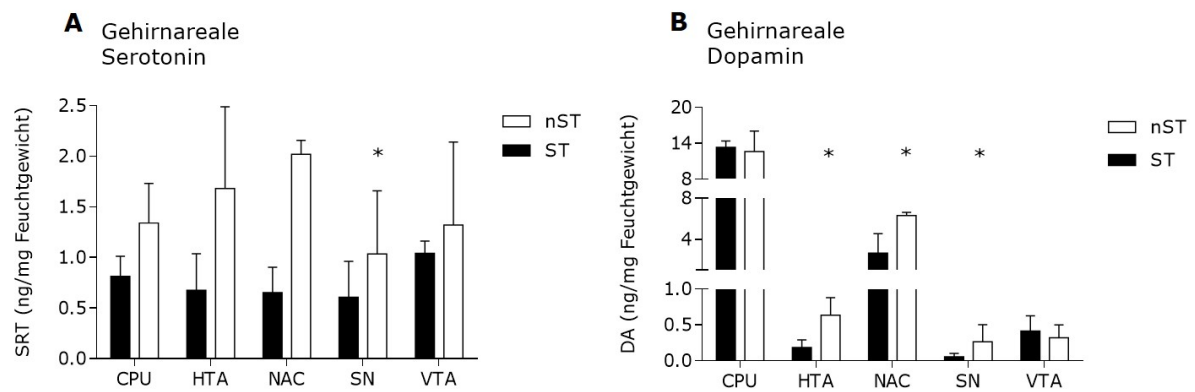 A
Gehirnareale
Serotonin
SRT (ng/mg Feuchtgewicht)
2.5
2.0
1.5
1.0
0.5
0.0
*
CPU HTA NAC SN VTA
nST
ST
B
Gehirnareale
Dopamin
DA (ng/mg Feuchtgewicht)
20
14
8
8
4
1.0
0.5
0.0
* * *
CPU HTA NAC SN VTA
nST
ST